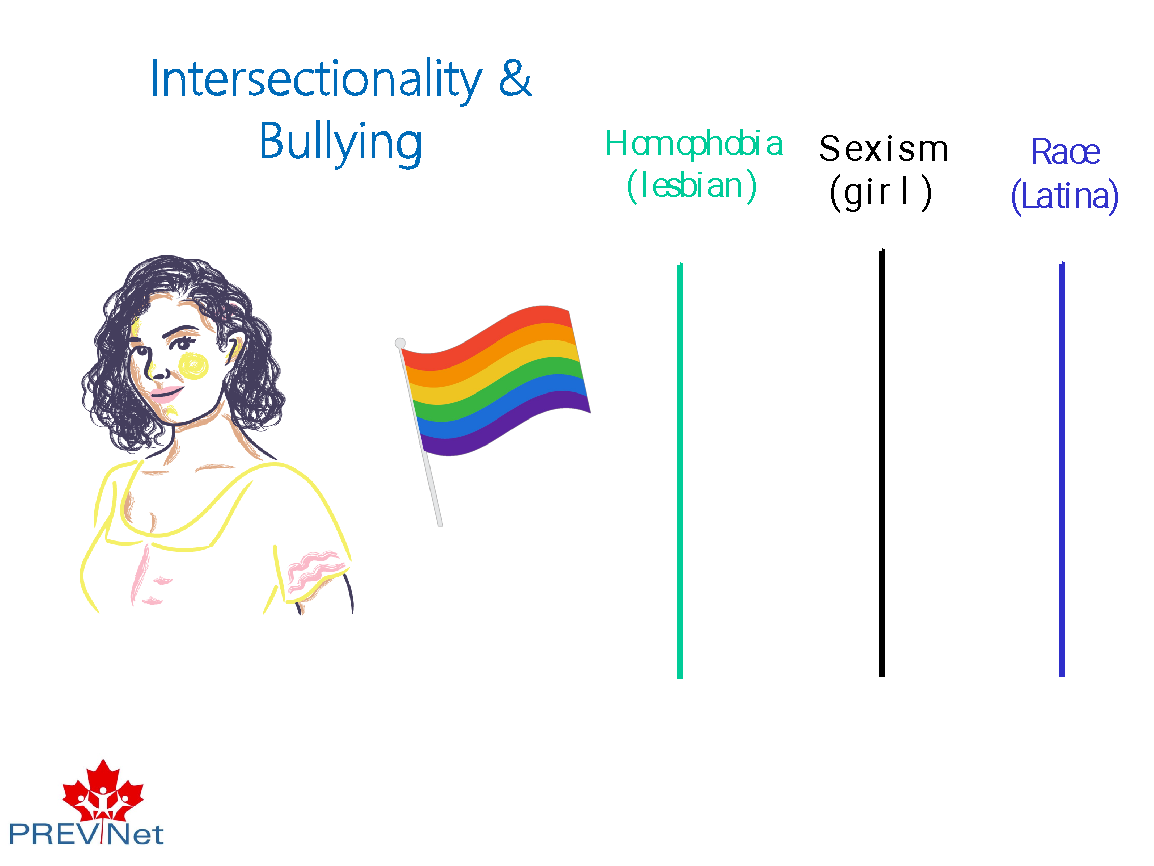 Intersectionality &
Bullying
Homophobia
(lesbian)
Sexism
(girl)
Race
(Latina)
PREVNet